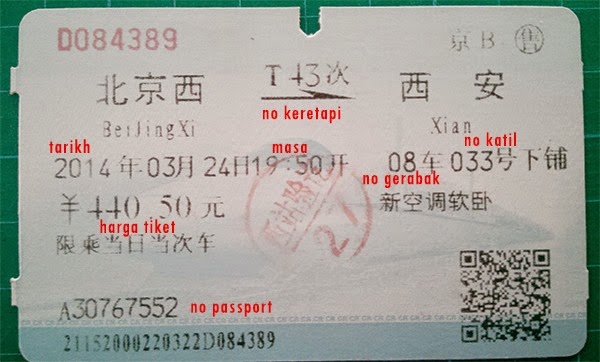 D084389 京B 售
北京西 T43次 西安
no keretapi
BeiJingXi Xian
tarikh masa no katil
2014年03月24日19:50开 08车033号下铺
no gerabak
¥440.50元 新空调软卧
harga tiket
限乘当日当次车
27
A30767552 no passport
21152000220322D084389